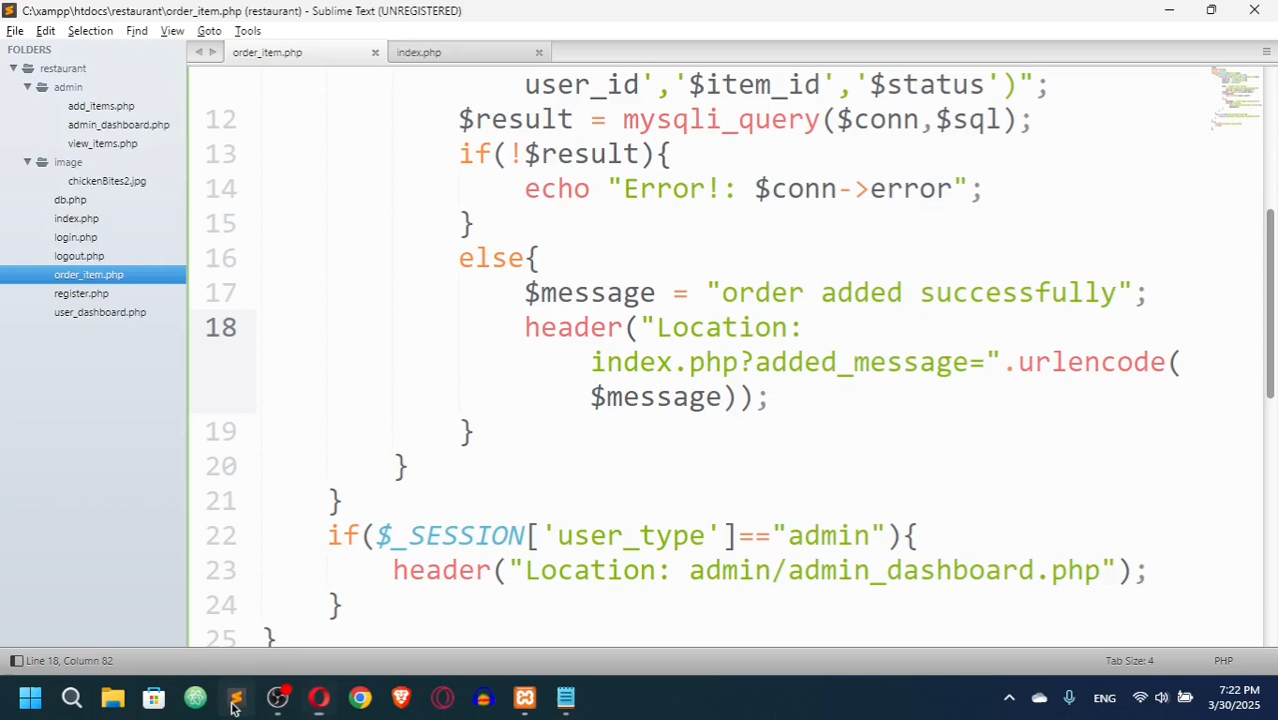 C:\xampp\htdocs\restaurant\order_item.php (restaurant) - Sublime Text (UNREGISTERED)
File Edit Selection Find View Goto Tools
FOLDERS
restaurant
admin
add_items.php
admin_dashboard.php
view_items.php
image
chickenBites2.jpg
db.php
index.php
login.php
logout.php
order_item.php
register.php
user_dashboard.php
order_item.php index.php
user_id','$item_id','$status')";
12 $result = mysqli_query($conn,$sql);
13 if(!$result){
14 echo "Error!: $conn->error";
15 }
16 else{
17 $message = "order added successfully";
18 header("Location:
index.php?added_message=".urlencode(
$message));
19 }
20 }
21 }
22 if($_SESSION['user_type']=="admin"){
23 header("Location: admin/admin_dashboard.php");
24 }
25 }
Line 18, Column 82 Tab Size: 4 PHP
ENG 7:22 PM
3/30/2025